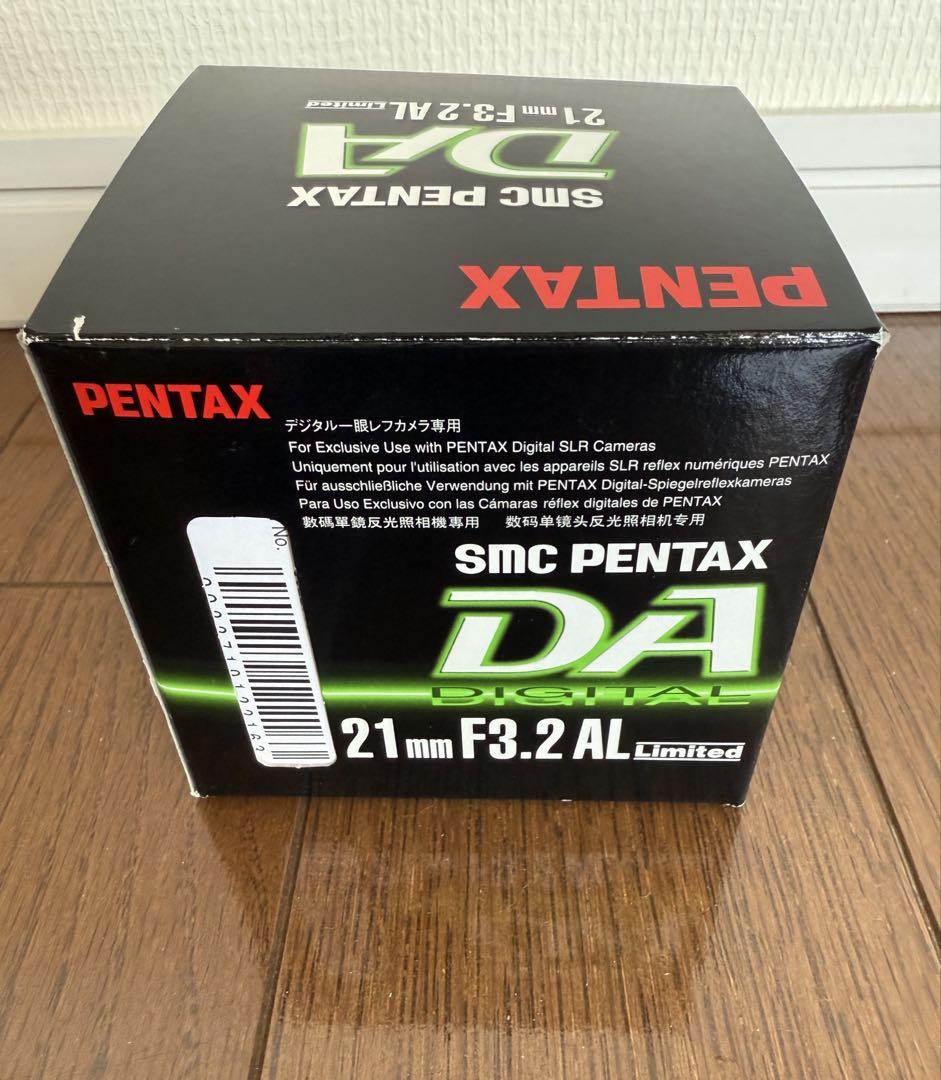 21mm F3.2 AL Limited
DA
smc PENTAX
PENTAX
PENTAX
デジタル一眼レフカメラ専用
For Exclusive Use with PENTAX Digital SLR Cameras
Uniquement pour l'utilisation avec les appareils SLR reflex numériques PENTAX
Für ausschließliche Verwendung mit PENTAX Digital-Spiegelreflexkameras
Para Uso Exclusivo con las Cámaras réflex digitales de PENTAX
數碼單鏡反光照相機專用 数码单镜头反光照相机专用
No.
smc PENTAX
DA
DIGITAL
21mm F3.2 AL Limited